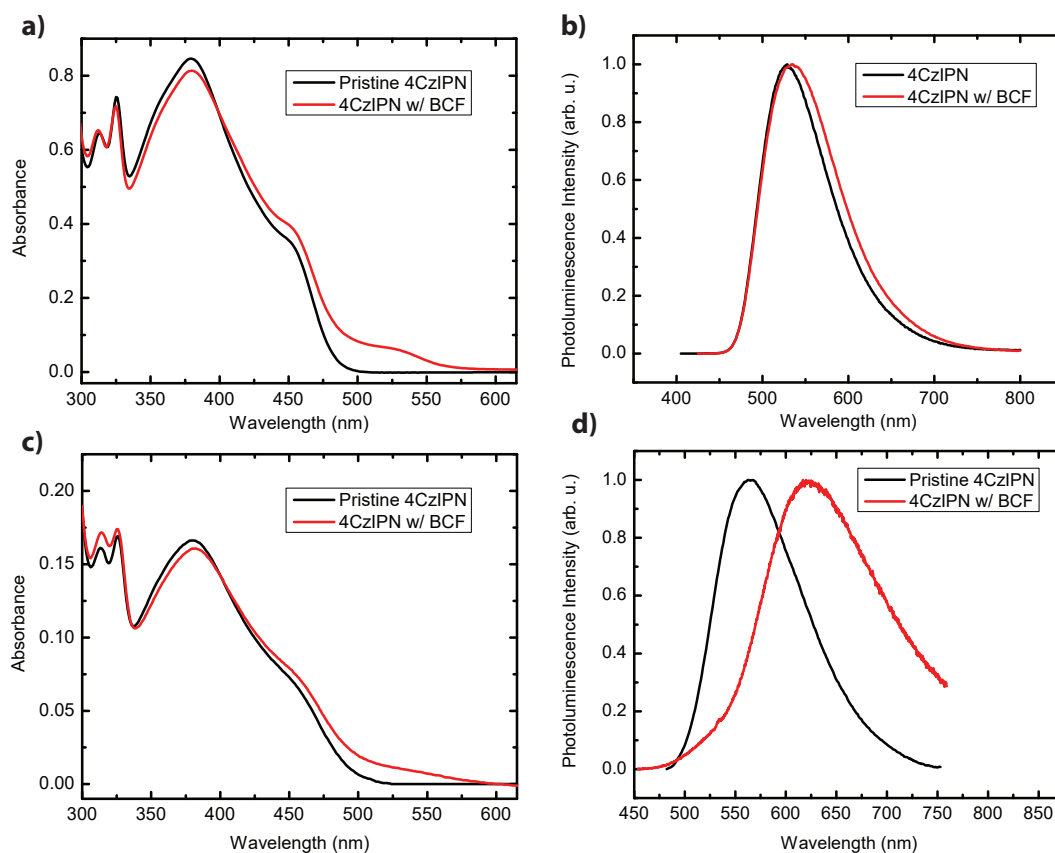 a)
0.8
0.6
0.4
0.2
0.0
Absorbance
300 350 400 450 500 550 600
Wavelength (nm)
Pristine 4CzIPN
4CzIPN w/ BCF
b)
1.0
0.8
0.6
0.4
0.2
0.0
Photoluminescence Intensity (arb. u.)
400 500 600 700 800
Wavelength (nm)
4CzIPN
4CzIPN w/ BCF
c)
0.20
0.15
0.10
0.05
0.00
Absorbance
300 350 400 450 500 550 600
Wavelength (nm)
Pristine 4CzIPN
4CzIPN w/ BCF
d)
1.0
0.8
0.6
0.4
0.2
0.0
Photoluminescence Intensity (arb. u.)
450 500 550 600 650 700 750 800 850
Wavelength (nm)
Pristine 4CzIPN
4CzIPN w/ BCF